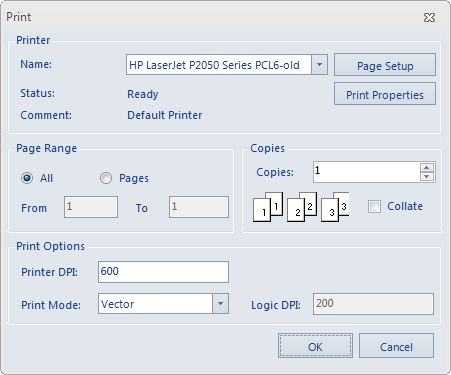 Print
Printer
Name: HP LaserJet P2050 Series PCL6-old Page Setup
Status: Ready Print Properties
Comment: Default Printer
Page Range
All Pages
From 1 To 1
Copies
Copies: 1
1 1 2 2 3 3 Collate
Print Options
Printer DPI: 600
Print Mode: Vector Logic DPI: 200
OK Cancel